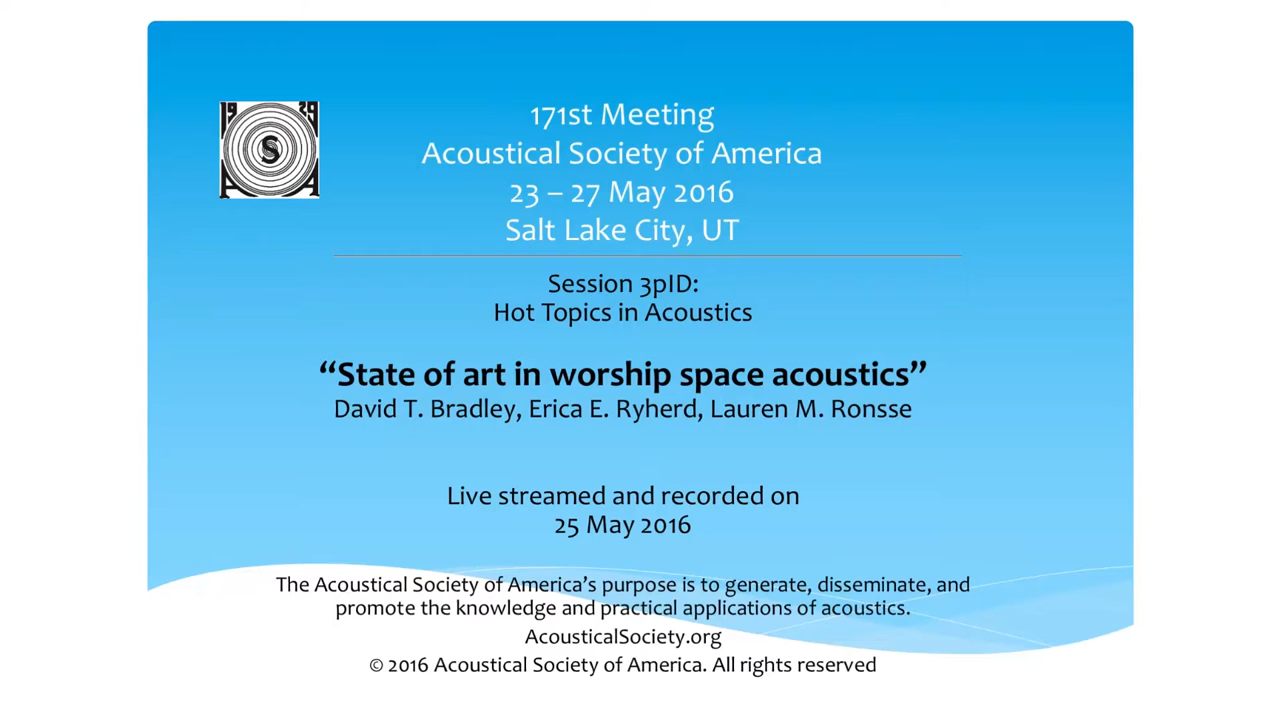 19 29
S
A A
171st Meeting
Acoustical Society of America
23 – 27 May 2016
Salt Lake City, UT
Session 3pID:
Hot Topics in Acoustics
“State of art in worship space acoustics”
David T. Bradley, Erica E. Ryherd, Lauren M. Ronsse
Live streamed and recorded on
25 May 2016
The Acoustical Society of America’s purpose is to generate, disseminate, and
promote the knowledge and practical applications of acoustics.
AcousticalSociety.org
© 2016 Acoustical Society of America. All rights reserved